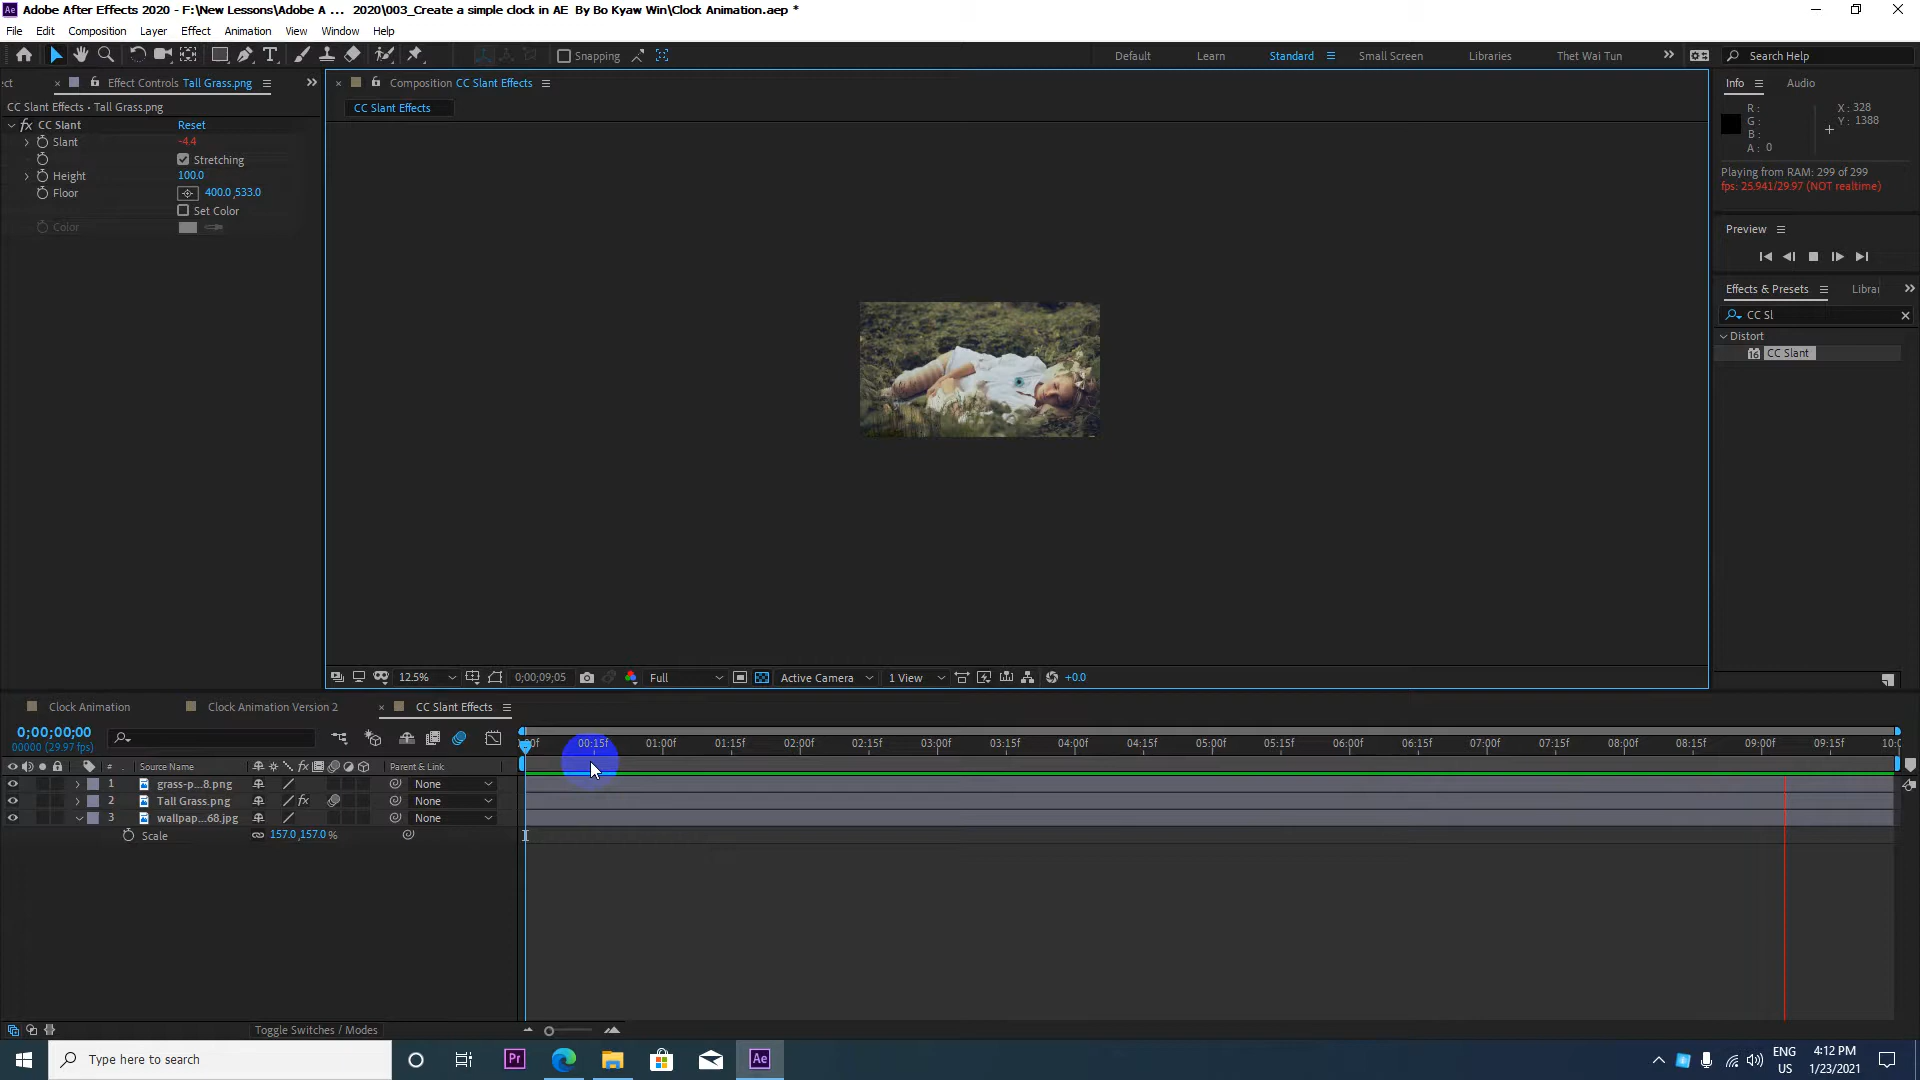 Adobe After Effects 2020 - F:\New Lessons\Adobe A ... 2020\003_Create a simple clock in AE By Bo Kyaw Win\Clock Animation.aep *
File Edit Composition Layer Effect Animation View Window Help
Snapping Default Learn Standard Small Screen Libraries Thet Wai Tun Search Help
ect Effect Controls Tall Grass.png
CC Slant Effects • Tall Grass.png
fx CC Slant Reset
Slant -4.4
Stretching
Height 100.0
Floor 400.0,533.0
Set Color
Color
Composition CC Slant Effects
CC Slant Effects
12.5% 0;00;09;05 Full Active Camera 1 View +0.0
Info Audio
R : X : 328
G : Y : 1388
B :
A : 0
Playing from RAM: 299 of 299
fps: 25.941/29.97 (NOT realtime)
Preview
Effects & Presets Librar
CC Sl
Distort
CC Slant
Clock Animation Clock Animation Version 2 CC Slant Effects
0;00;00;00
00000 (29.97 fps)
:00f 00:15f 01:00f 01:15f 02:00f 02:15f 03:00f 03:15f 04:00f 04:15f 05:00f 05:15f 06:00f 06:15f 07:00f 07:15f 08:00f 08:15f 09:00f 09:15f 10:0
# Source Name fx Parent & Link
1 grass-p...8.png None
2 Tall Grass.png fx None
3 wallpap...68.jpg None
Scale 157.0,157.0 %
Toggle Switches / Modes
Type here to search
Pr Ae
ENG
US
4:12 PM
1/23/2021